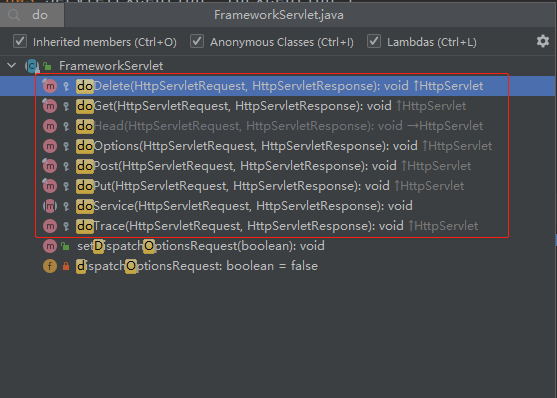 do FrameworkServlet.java
Inherited members (Ctrl+O) Anonymous Classes (Ctrl+I) Lambdas (Ctrl+L)
FrameworkServlet
doDelete(HttpServletRequest, HttpServletResponse): void ↑HttpServlet
doGet(HttpServletRequest, HttpServletResponse): void ↑HttpServlet
doHead(HttpServletRequest, HttpServletResponse): void →HttpServlet
doOptions(HttpServletRequest, HttpServletResponse): void ↑HttpServlet
doPost(HttpServletRequest, HttpServletResponse): void ↑HttpServlet
doPut(HttpServletRequest, HttpServletResponse): void ↑HttpServlet
doService(HttpServletRequest, HttpServletResponse): void
doTrace(HttpServletRequest, HttpServletResponse): void ↑HttpServlet
setDispatchOptionsRequest(boolean): void
dispatchOptionsRequest: boolean = false